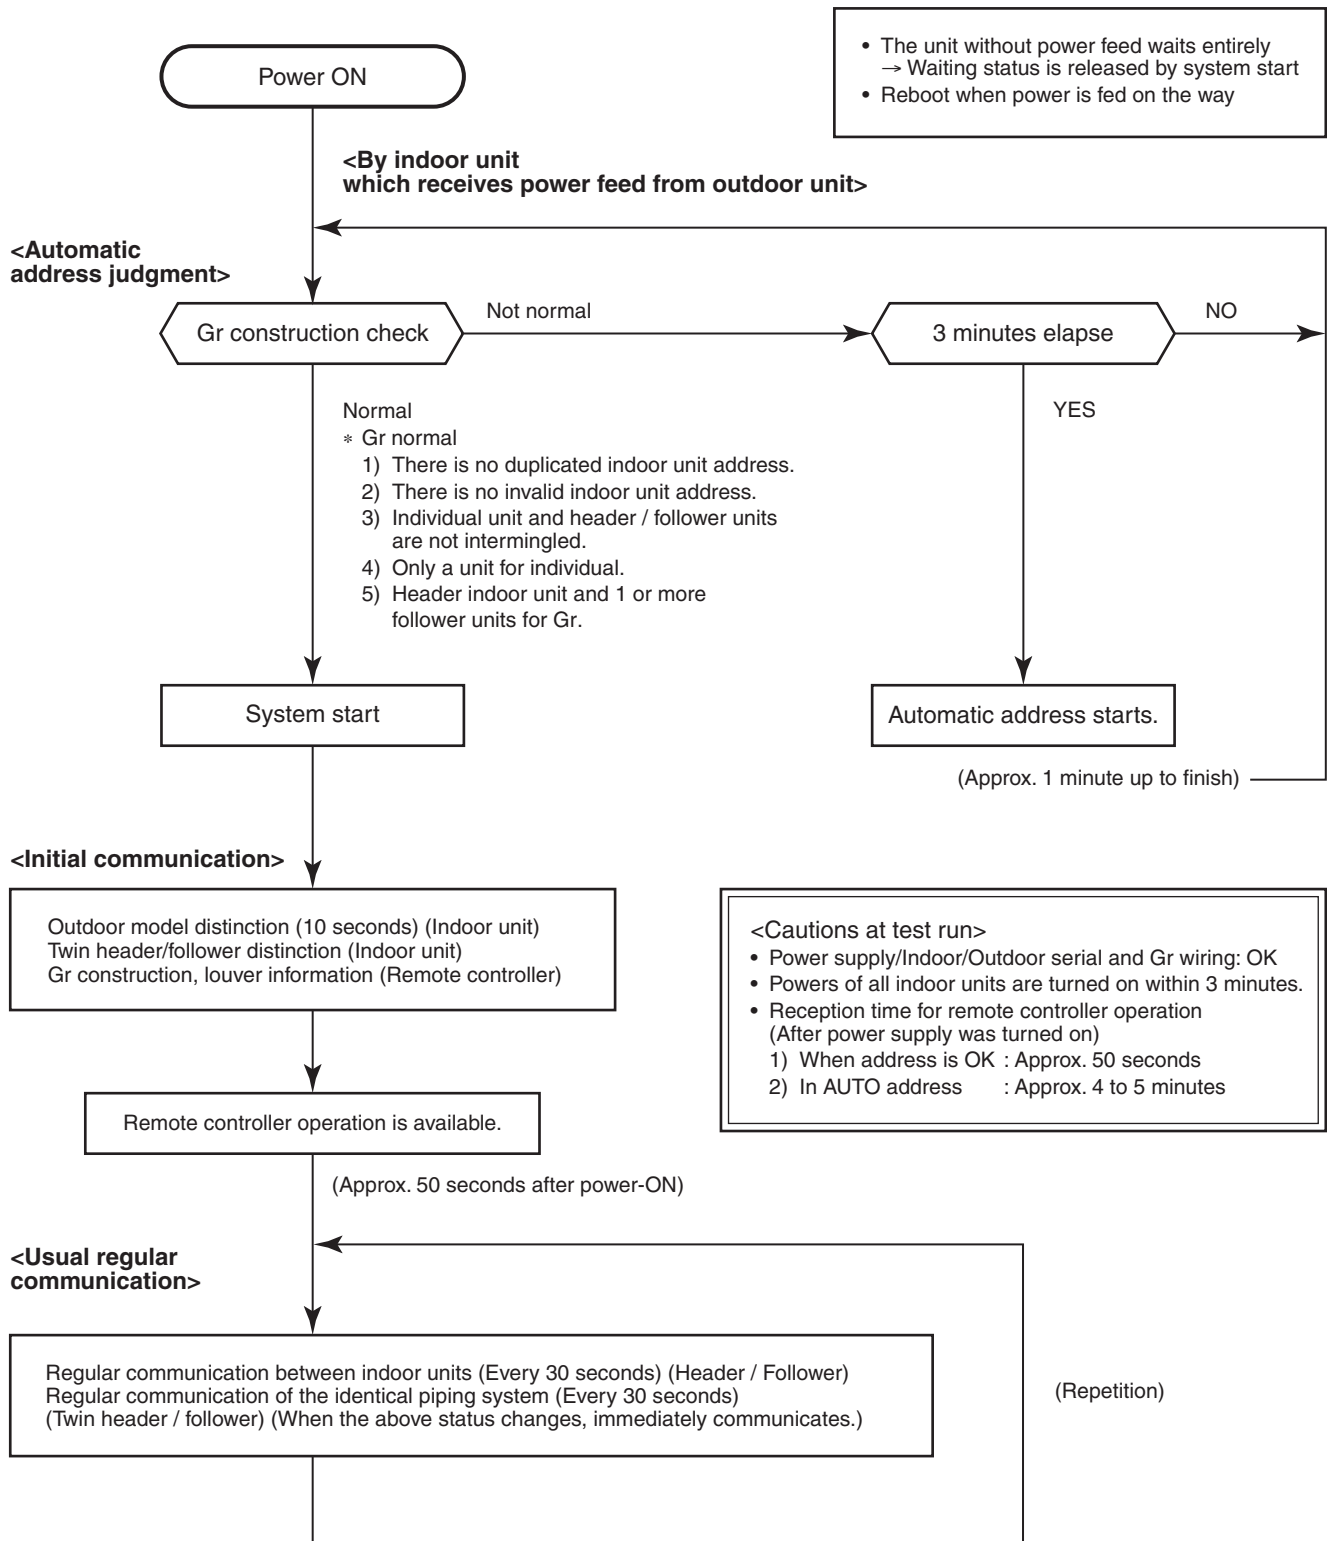 • The unit without power feed waits entirely
→ Waiting status is released by system start
• Reboot when power is fed on the way
Power ON
<By indoor unit
which receives power feed from outdoor unit>
<Automatic
address judgment>
Gr construction check
Not normal
3 minutes elapse
NO
Normal
* Gr normal
1) There is no duplicated indoor unit address.
2) There is no invalid indoor unit address.
3) Individual unit and header / follower units
are not intermingled.
4) Only a unit for individual.
5) Header indoor unit and 1 or more
follower units for Gr.
YES
System start
Automatic address starts.
(Approx. 1 minute up to finish)
<Initial communication>
Outdoor model distinction (10 seconds) (Indoor unit)
Twin header/follower distinction (Indoor unit)
Gr construction, louver information (Remote controller)
<Cautions at test run>
• Power supply/Indoor/Outdoor serial and Gr wiring: OK
• Powers of all indoor units are turned on within 3 minutes.
• Reception time for remote controller operation
(After power supply was turned on)
1) When address is OK : Approx. 50 seconds
2) In AUTO address : Approx. 4 to 5 minutes
Remote controller operation is available.
(Approx. 50 seconds after power-ON)
<Usual regular
communication>
Regular communication between indoor units (Every 30 seconds) (Header / Follower)
Regular communication of the identical piping system (Every 30 seconds)
(Twin header / follower) (When the above status changes, immediately communicates.)
(Repetition)